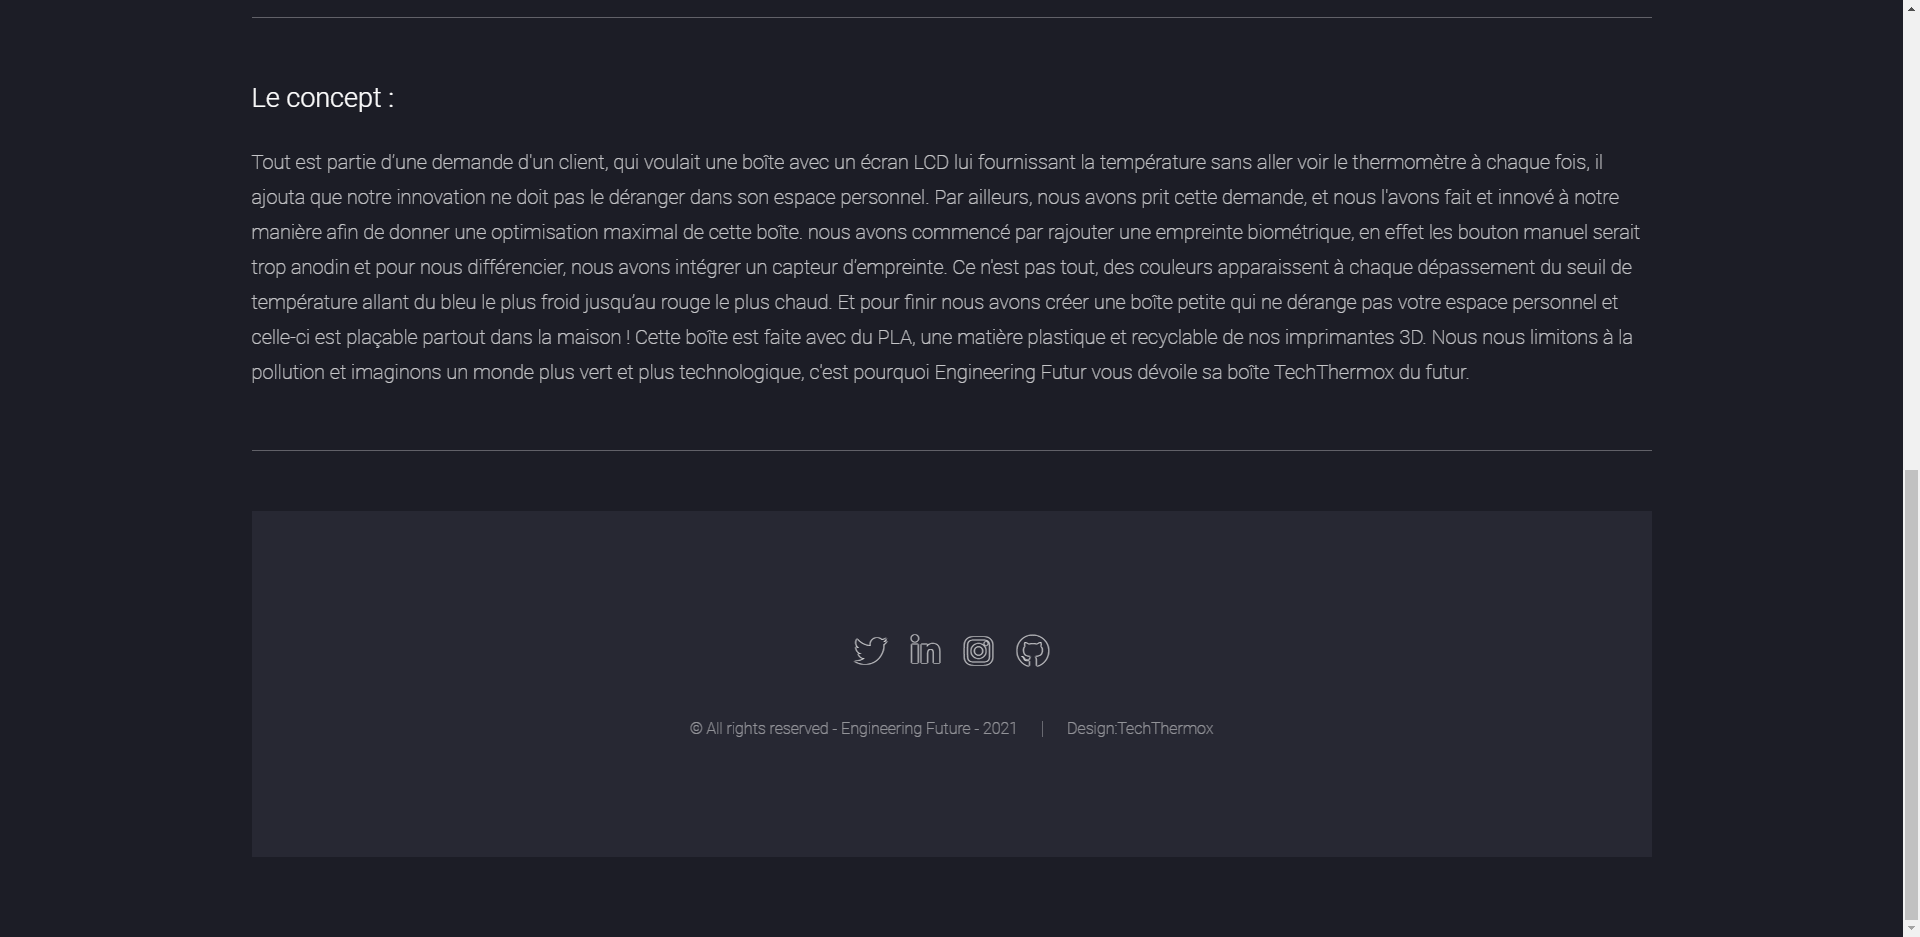 Le concept :
Tout est partie d'une demande d'un client, qui voulait une boîte avec un écran LCD lui fournissant la température sans aller voir le thermomètre à chaque fois, il
ajouta que notre innovation ne doit pas le déranger dans son espace personnel. Par ailleurs, nous avons prit cette demande, et nous l'avons fait et innové à notre
manière afin de donner une optimisation maximal de cette boîte. nous avons commencé par rajouter une empreinte biométrique, en effet les bouton manuel serait
trop anodin et pour nous différencier, nous avons intégrer un capteur d'empreinte. Ce n'est pas tout, des couleurs apparaissent à chaque dépassement du seuil de
température allant du bleu le plus froid jusqu'au rouge le plus chaud. Et pour finir nous avons créer une boîte petite qui ne dérange pas votre espace personnel et
celle-ci est plaçable partout dans la maison ! Cette boîte est faite avec du PLA, une matière plastique et recyclable de nos imprimantes 3D. Nous nous limitons à la
pollution et imaginons un monde plus vert et plus technologique, c'est pourquoi Engineering Futur vous dévoile sa boîte TechThermox du futur.
© All rights reserved - Engineering Future - 2021 | Design:TechThermox